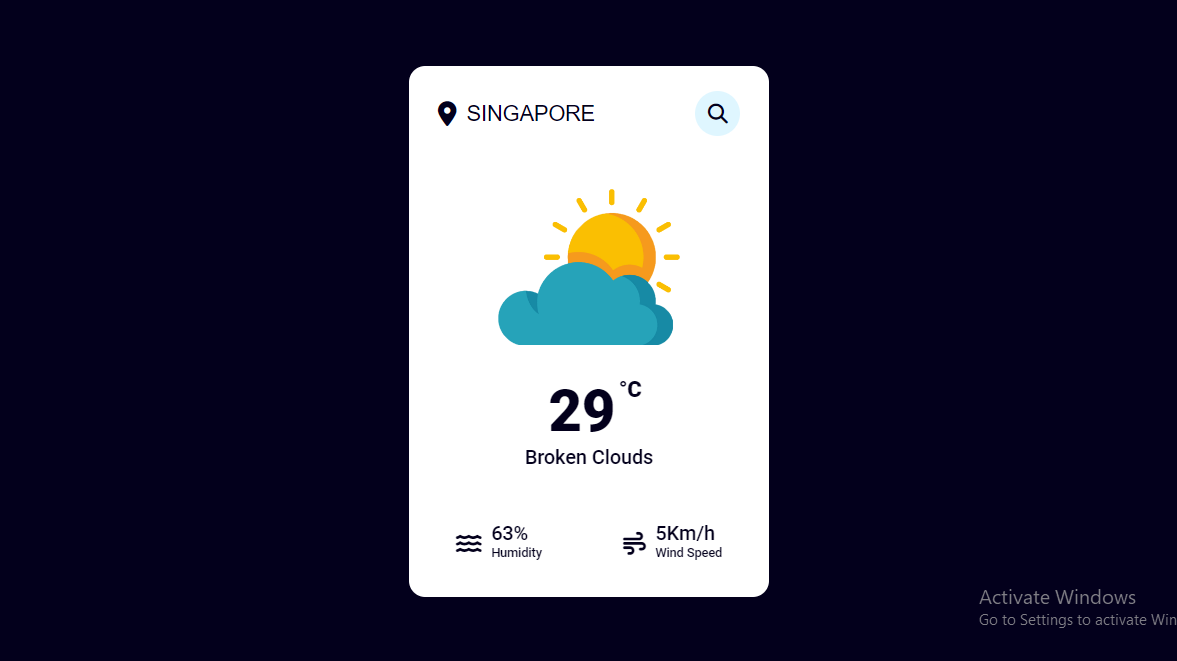 SINGAPORE
29 °C
Broken Clouds
63%
Humidity
5Km/h
Wind Speed
Activate Windows
Go to Settings to activate Win